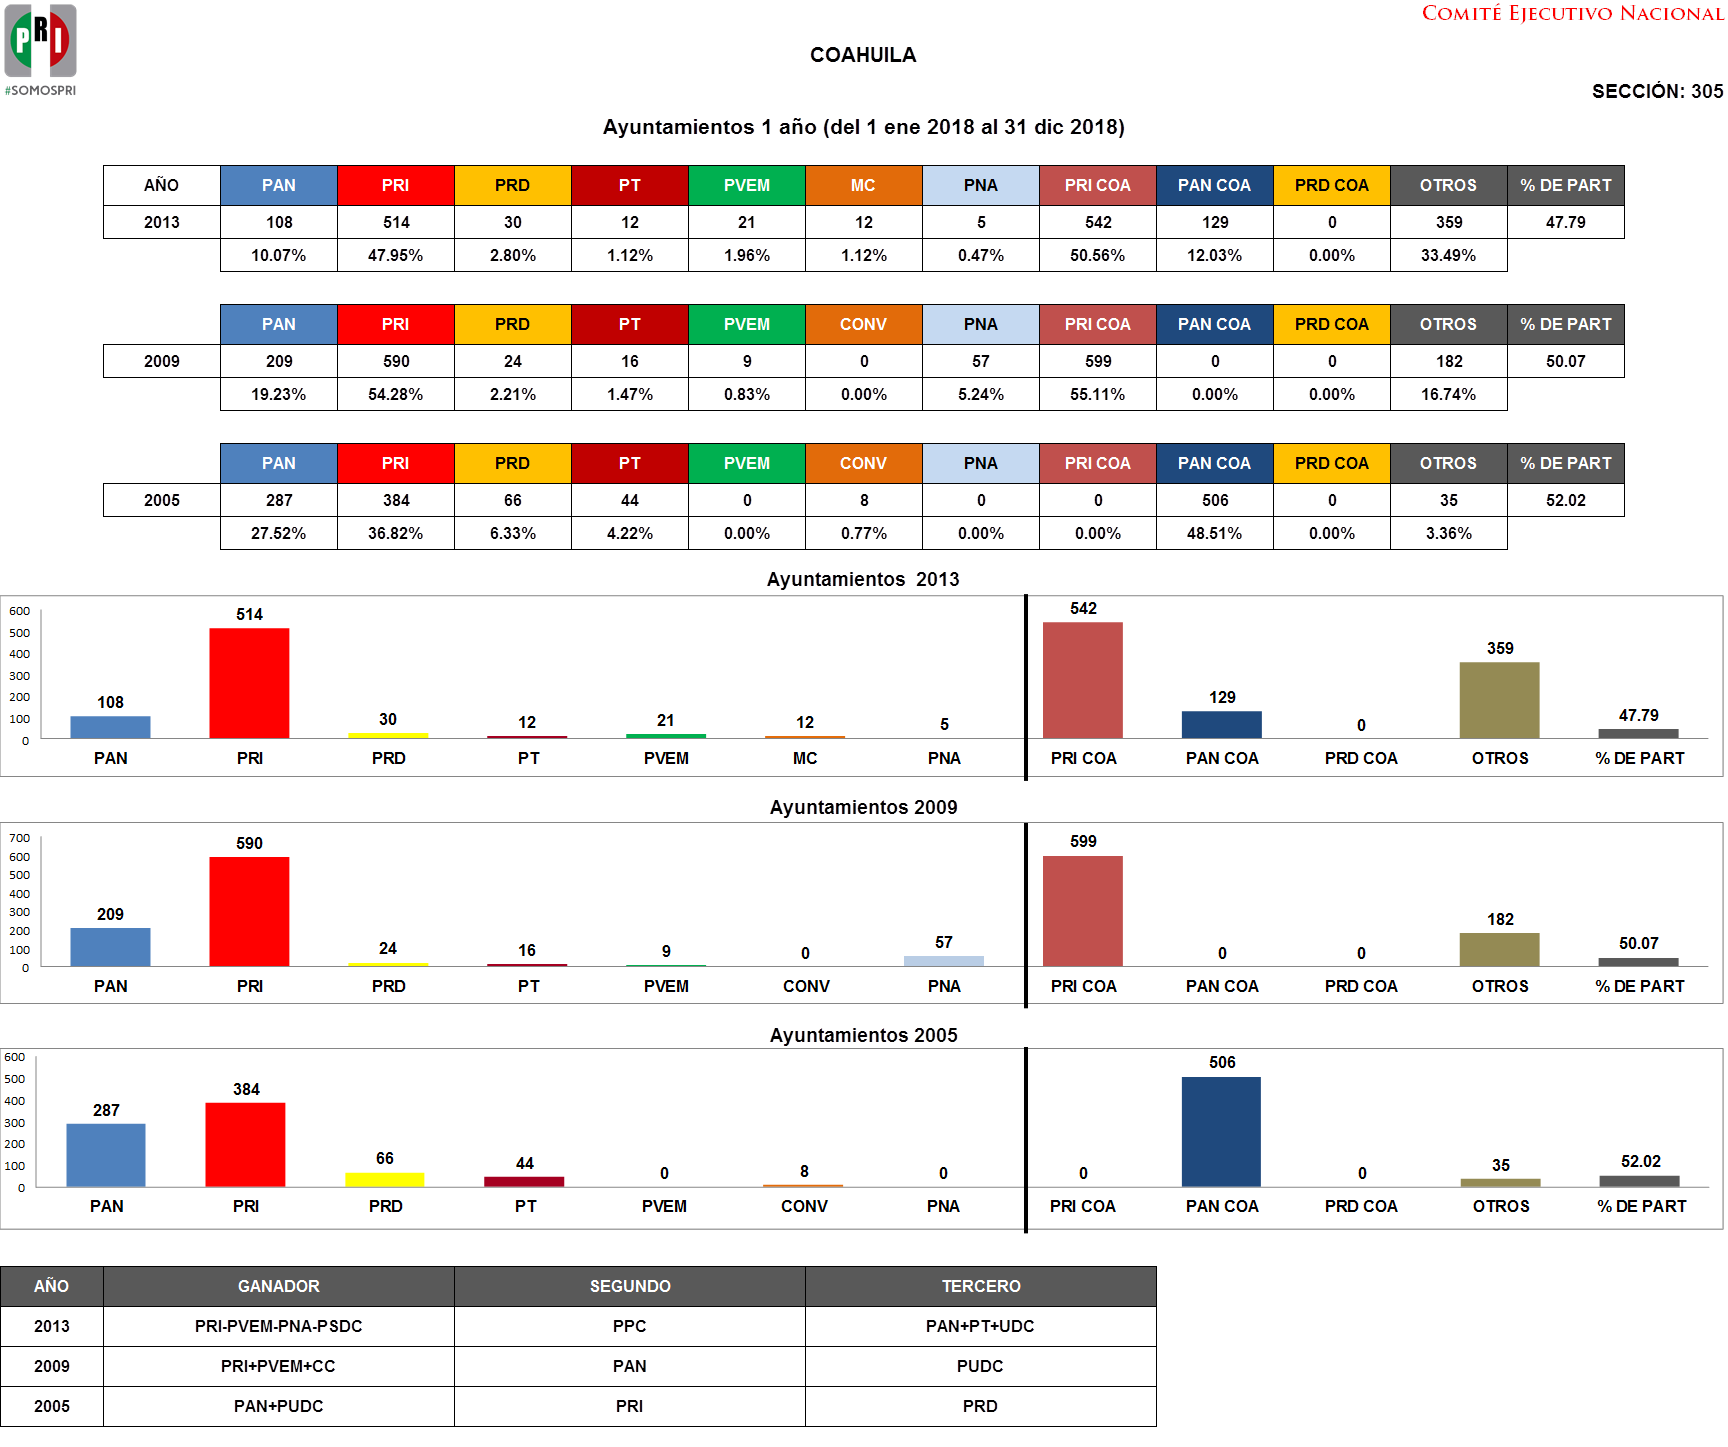 PRI
#SOMOSPRI
COMITÉ EJECUTIVO NACIONAL
COAHUILA
SECCIÓN: 305
Ayuntamientos 1 año (del 1 ene 2018 al 31 dic 2018)
AÑO PAN PRI PRD PT PVEM MC PNA PRI COA PAN COA PRD COA OTROS % DE PART
2013 108 514 30 12 21 12 5 542 129 0 359 47.79
10.07% 47.95% 2.80% 1.12% 1.96% 1.12% 0.47% 50.56% 12.03% 0.00% 33.49%
PAN PRI PRD PT PVEM CONV PNA PRI COA PAN COA PRD COA OTROS % DE PART
2009 209 590 24 16 9 0 57 599 0 0 182 50.07
19.23% 54.28% 2.21% 1.47% 0.83% 0.00% 5.24% 55.11% 0.00% 0.00% 16.74%
PAN PRI PRD PT PVEM CONV PNA PRI COA PAN COA PRD COA OTROS % DE PART
2005 287 384 66 44 0 8 0 0 506 0 35 52.02
27.52% 36.82% 6.33% 4.22% 0.00% 0.77% 0.00% 0.00% 48.51% 0.00% 3.36%
Ayuntamientos 2013
600
500
400
300
200
100
0
108 514 30 12 21 12 5 542 129 0 359 47.79
PAN PRI PRD PT PVEM MC PNA PRI COA PAN COA PRD COA OTROS % DE PART
Ayuntamientos 2009
700
600
500
400
300
200
100
0
209 590 24 16 9 0 57 599 0 0 182 50.07
PAN PRI PRD PT PVEM CONV PNA PRI COA PAN COA PRD COA OTROS % DE PART
Ayuntamientos 2005
600
500
400
300
200
100
0
287 384 66 44 0 8 0 0 506 0 35 52.02
PAN PRI PRD PT PVEM CONV PNA PRI COA PAN COA PRD COA OTROS % DE PART
AÑO GANADOR SEGUNDO TERCERO
2013 PRI-PVEM-PNA-PSDC PPC PAN+PT+UDC
2009 PRI+PVEM+CC PAN PUDC
2005 PAN+PUDC PRI PRD